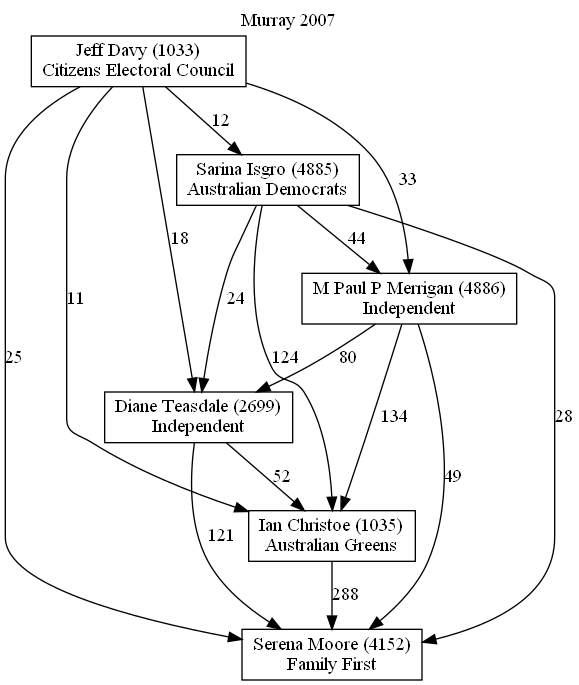 Murray 2007
Jeff Davy (1033)
Citizens Electoral Council
12
Sarina Isgro (4885)
Australian Democrats
33
18
44
24
M Paul P Merrigan (4886)
Independent
11
25
124
80
28
Diane Teasdale (2699)
Independent
134
52
49
121
Ian Christoe (1035)
Australian Greens
288
Serena Moore (4152)
Family First